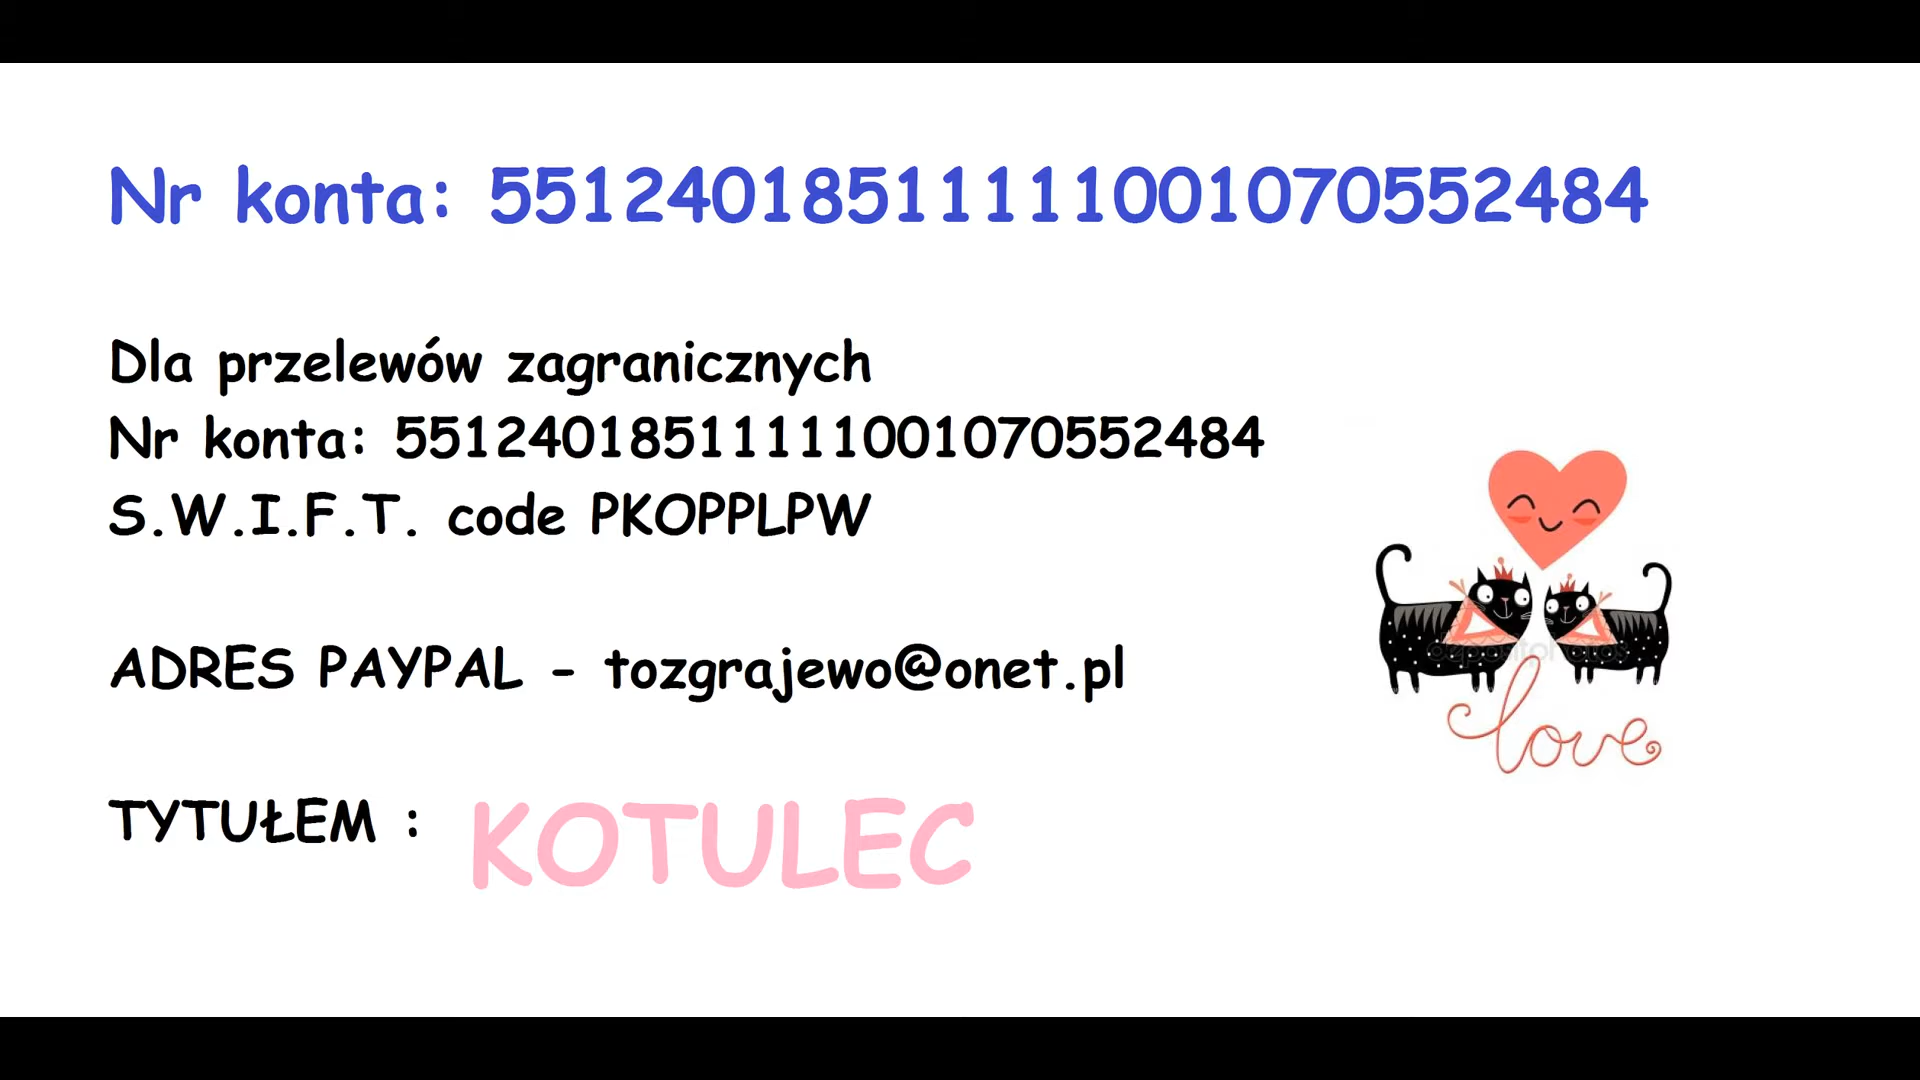 Nr konta: 55124018511111001070552484
Dla przelewów zagranicznych
Nr konta: 55124018511111001070552484
S.W.I.F.T. code PKOPPLPW
ADRES PAYPAL - tozgrajewo@onet.pl
TYTUŁEM : KOTULEC
depositphotos
love